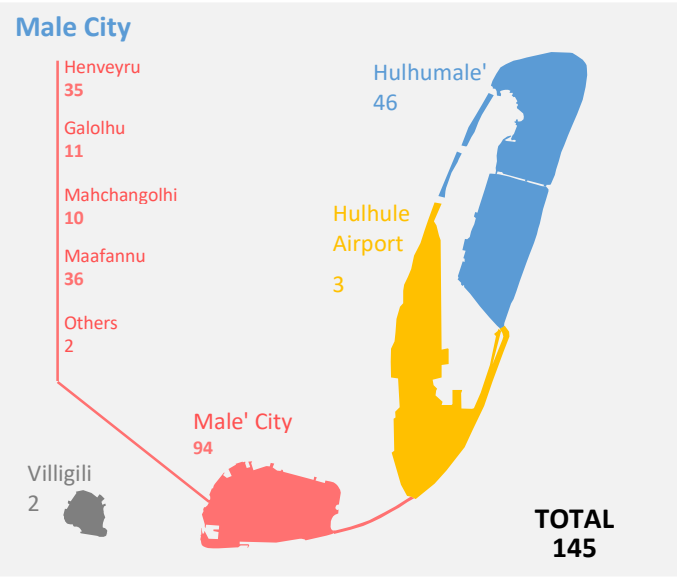 Male City
Henveyru
35
Galolhu
11
Mahchangolhi
10
Maafannu
36
Others
2
Hulhumale'
46
Hulhule
Airport
3
Male' City
94
Villigili
2
TOTAL
145